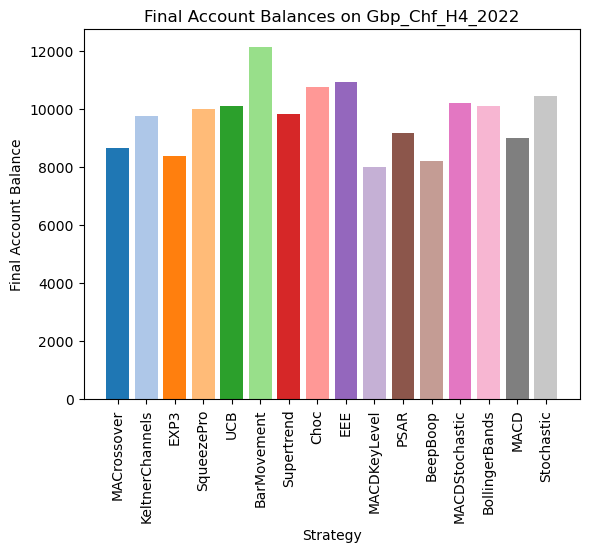 Final Account Balances on Gbp_Chf_H4_2022
Final Account Balance
12000
10000
8000
6000
4000
2000
0
MACrossover
KeltnerChannels
EXP3
SqueezePro
UCB
BarMovement
Supertrend
Choc
EEE
MACDKeyLevel
PSAR
BeepBoop
MACDStochastic
BollingerBands
MACD
Stochastic
Strategy